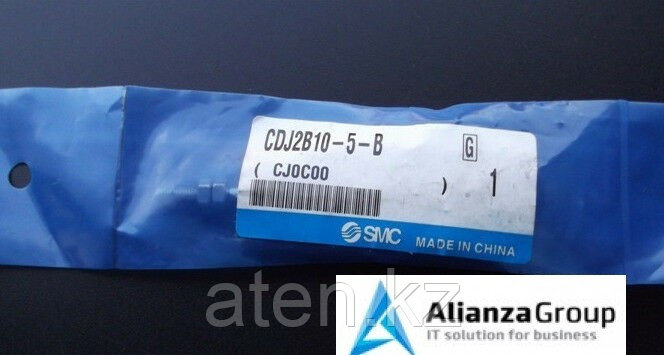 CDJ2B10-5-B
G
( CJ0C00 )
1
SMC MADE IN CHINA
aten.kz
AlianzaGroup
IT solution for business